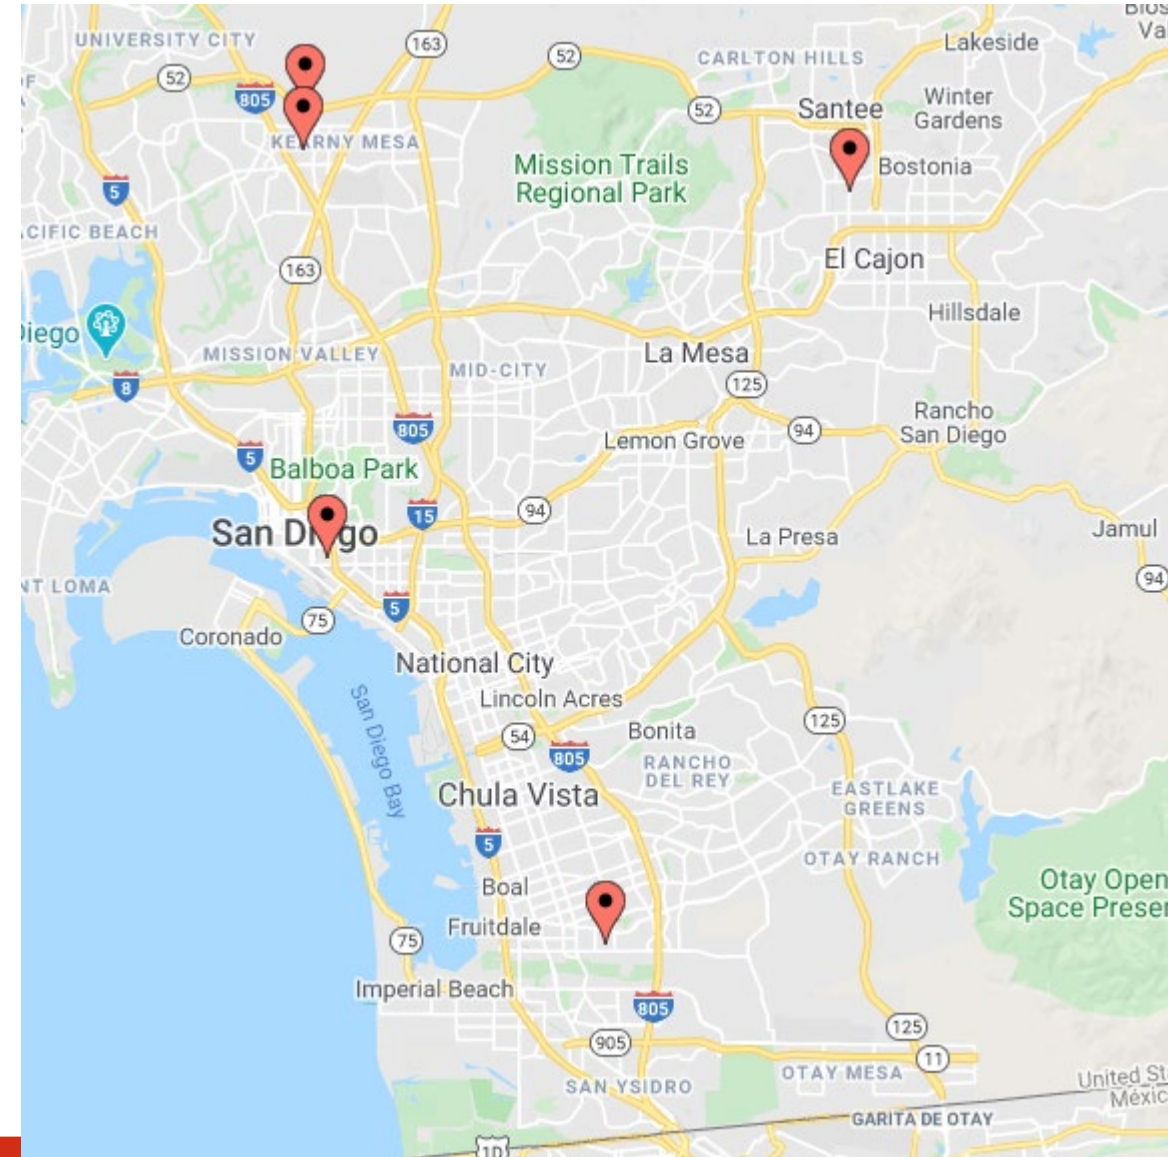 UNIVERSITY CITY
163
52
Lakeside
CARLTON HILLS
52
805
52
Santee
Winter
Gardens
KEARNY MESA
Mission Trails
Regional Park
Bostonia
5
CIFIC BEACH
163
El Cajon
Hillsdale
Diego
MISSION VALLEY
La Mesa
MID-CITY
8
125
805
Rancho
San Diego
Lemon Grove
94
5
Balboa Park
15
94
San Di go
La Presa
Jamul
94
NT LOMA
5
75
Coronado
National City
Lincoln Acres
San Diego Bay
54
Bonita
125
805
RANCHO
DEL REY
Chula Vista
EASTLAKE
GREENS
5
OTAY RANCH
Boal
Otay Open
Space Preser
Fruitdale
75
Imperial Beach
805
125
905
11
OTAY MESA
SAN YSIDRO
United St
Méxic
GARITA DE OTAY
1D